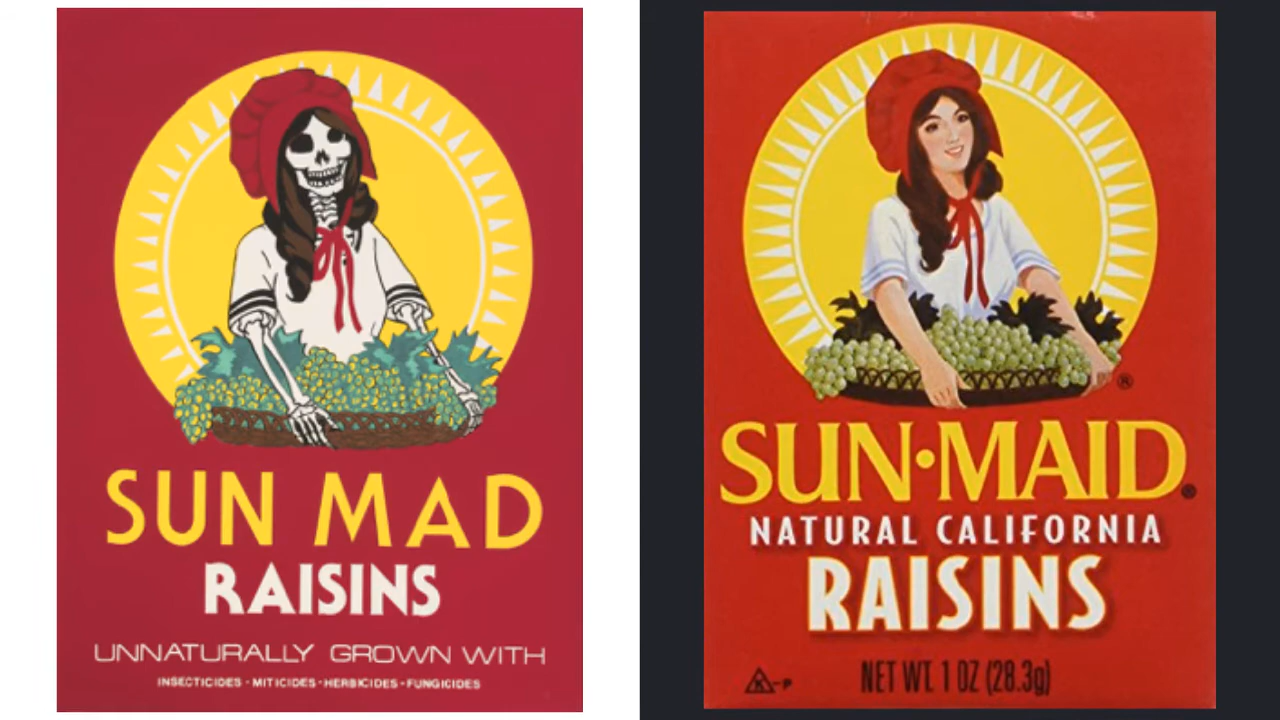 SUN MAD
RAISINS
UNNATURALLY GROWN WITH
INSECTICIDES - MITICIDES - HERBICIDES - FUNGICIDES
®
SUN•MAID®
NATURAL CALIFORNIA
RAISINS
K-P
NET WT. 1 OZ (28.3g)